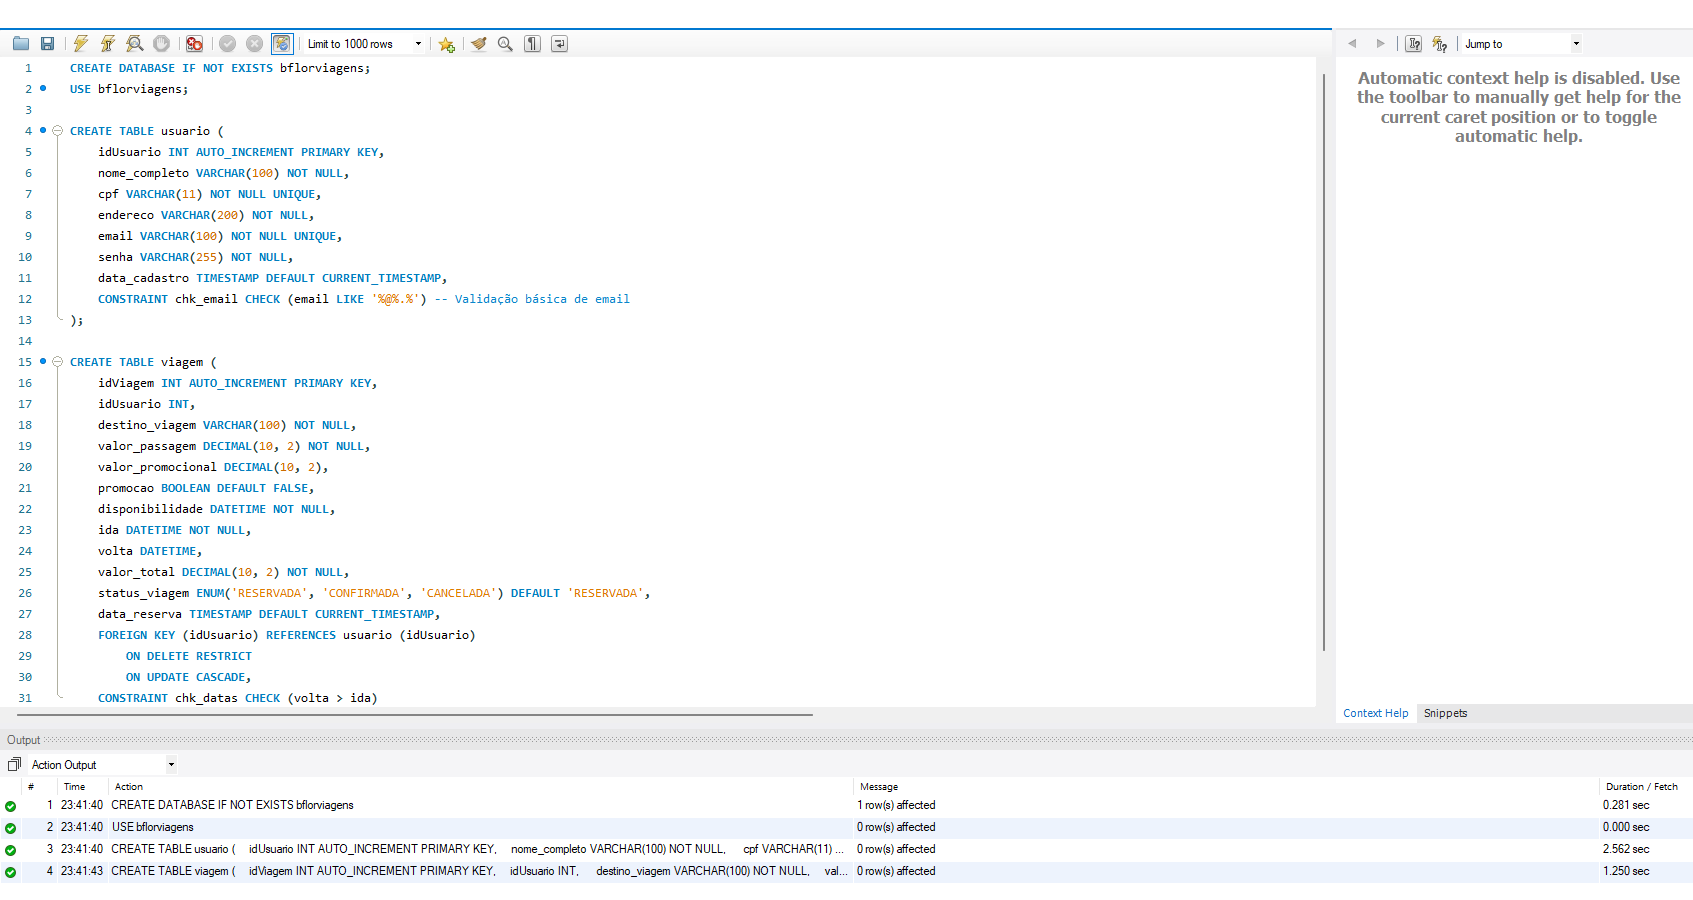 Limit to 1000 rows
Jump to
1 CREATE DATABASE IF NOT EXISTS bflorviagens;
2 USE bflorviagens;
3
4 CREATE TABLE usuario (
5 idUsuario INT AUTO_INCREMENT PRIMARY KEY,
6 nome_completo VARCHAR(100) NOT NULL,
7 cpf VARCHAR(11) NOT NULL UNIQUE,
8 endereco VARCHAR(200) NOT NULL,
9 email VARCHAR(100) NOT NULL UNIQUE,
10 senha VARCHAR(255) NOT NULL,
11 data_cadastro TIMESTAMP DEFAULT CURRENT_TIMESTAMP,
12 CONSTRAINT chk_email CHECK (email LIKE '%@%.%') -- Validação básica de email
13 );
14
15 CREATE TABLE viagem (
16 idViagem INT AUTO_INCREMENT PRIMARY KEY,
17 idUsuario INT,
18 destino_viagem VARCHAR(100) NOT NULL,
19 valor_passagem DECIMAL(10, 2) NOT NULL,
20 valor_promocional DECIMAL(10, 2),
21 promocao BOOLEAN DEFAULT FALSE,
22 disponibilidade DATETIME NOT NULL,
23 ida DATETIME NOT NULL,
24 volta DATETIME,
25 valor_total DECIMAL(10, 2) NOT NULL,
26 status_viagem ENUM('RESERVADA', 'CONFIRMADA', 'CANCELADA') DEFAULT 'RESERVADA',
27 data_reserva TIMESTAMP DEFAULT CURRENT_TIMESTAMP,
28 FOREIGN KEY (idUsuario) REFERENCES usuario (idUsuario)
29 ON DELETE RESTRICT
30 ON UPDATE CASCADE,
31 CONSTRAINT chk_datas CHECK (volta > ida)
Automatic context help is disabled. Use
the toolbar to manually get help for the
current caret position or to toggle
automatic help.
Context Help Snippets
Output
Action Output
# Time Action Message Duration / Fetch
1 23:41:40 CREATE DATABASE IF NOT EXISTS bflorviagens 1 row(s) affected 0.281 sec
2 23:41:40 USE bflorviagens 0 row(s) affected 0.000 sec
3 23:41:40 CREATE TABLE usuario ( idUsuario INT AUTO_INCREMENT PRIMARY KEY, nome_completo VARCHAR(100) NOT NULL, cpf VARCHAR(11) ... 0 row(s) affected 2.562 sec
4 23:41:43 CREATE TABLE viagem ( idViagem INT AUTO_INCREMENT PRIMARY KEY, idUsuario INT, destino_viagem VARCHAR(100) NOT NULL, val... 0 row(s) affected 1.250 sec